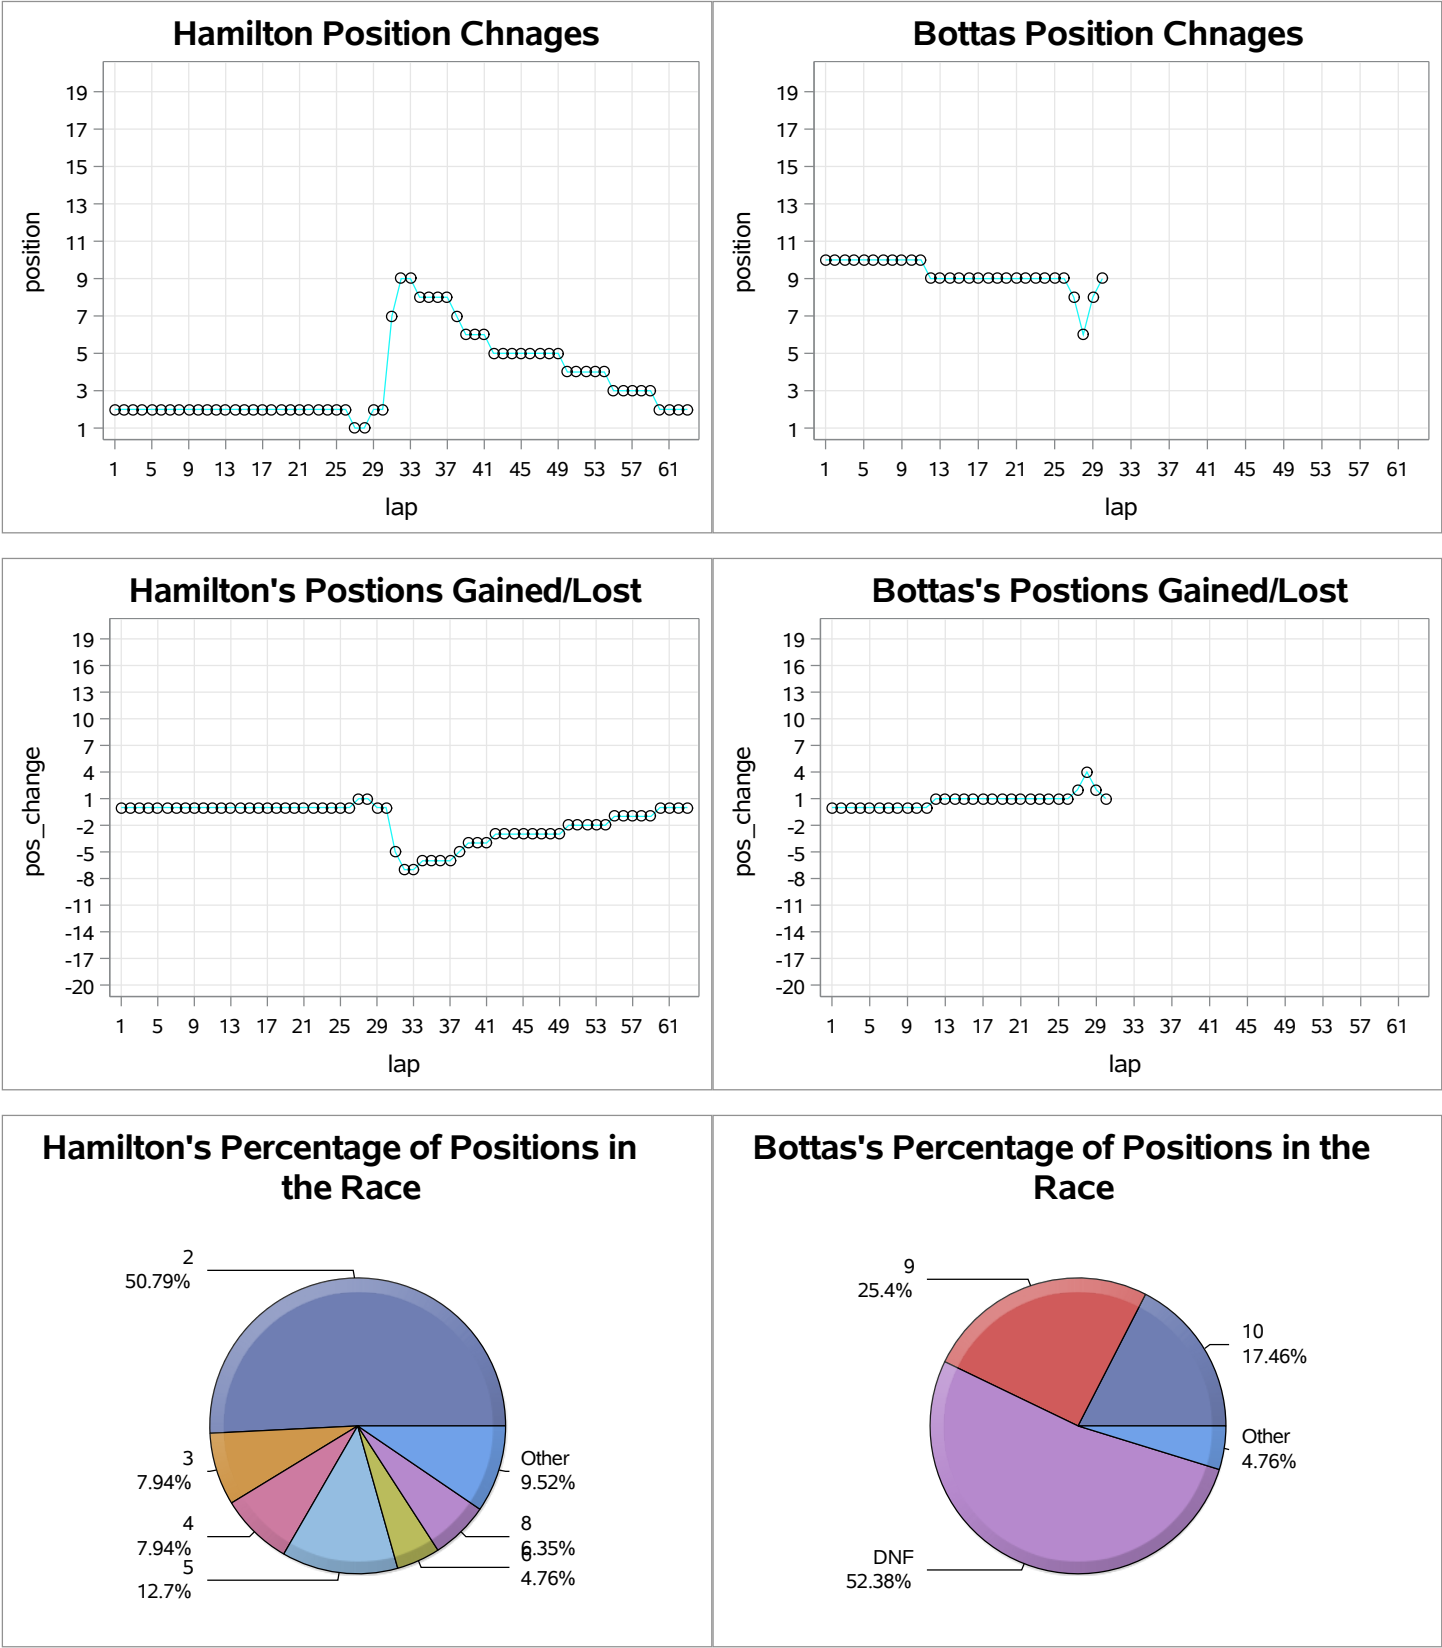 Hamilton Position Chnages
19
17
15
13
11
9
7
5
3
1
position
1 5 9 13 17 21 25 29 33 37 41 45 49 53 57 61
lap
Bottas Position Chnages
19
17
15
13
11
9
7
5
3
1
position
1 5 9 13 17 21 25 29 33 37 41 45 49 53 57 61
lap
Hamilton's Postions Gained/Lost
19
16
13
10
7
4
1
-2
-5
-8
-11
-14
-17
-20
pos_change
1 5 9 13 17 21 25 29 33 37 41 45 49 53 57 61
lap
Bottas's Postions Gained/Lost
19
16
13
10
7
4
1
-2
-5
-8
-11
-14
-17
-20
pos_change
1 5 9 13 17 21 25 29 33 37 41 45 49 53 57 61
lap
Hamilton's Percentage of Positions in
the Race
2
50.79%
3
7.94%
4
7.94%
5
12.7%
Other
9.52%
8
6.35%
6
4.76%
Bottas's Percentage of Positions in the
Race
9
25.4%
10
17.46%
Other
4.76%
DNF
52.38%